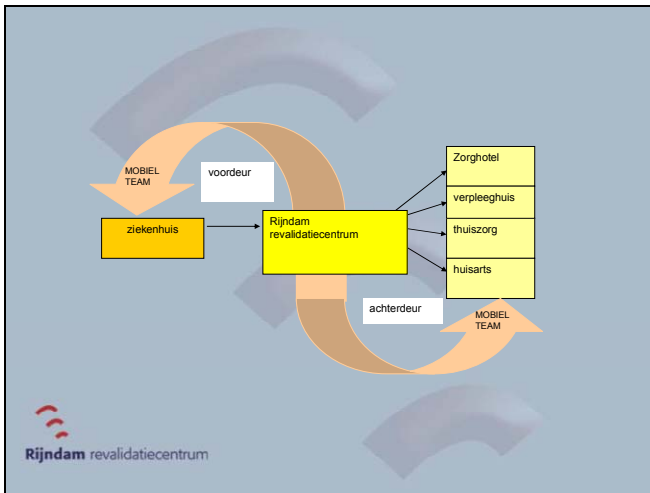 MOBIEL
TEAM
voordeur
ziekenhuis
Rijndam
revalidatiecentrum
Zorghotel
verpleeghuis
thuiszorg
huisarts
achterdeur
MOBIEL
TEAM
Rijndam revalidatiecentrum